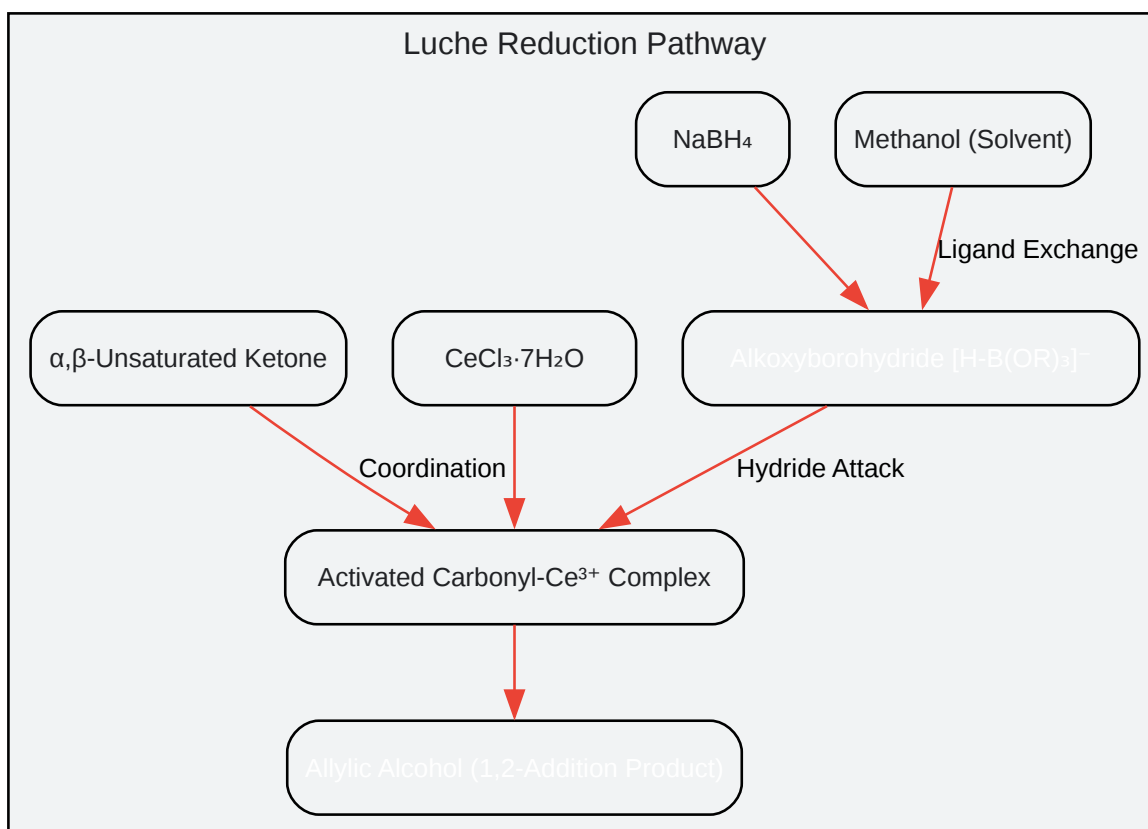 Luche Reduction Pathway
NaBH₄
Methanol (Solvent)
Ligand Exchange
α,β-Unsaturated Ketone
CeCl₃·7H₂O
Alkoxyborohydride [H-B(OR)₃]⁻
Coordination
Hydride Attack
Activated Carbonyl-Ce³⁺ Complex
Allylic Alcohol (1,2-Addition Product)